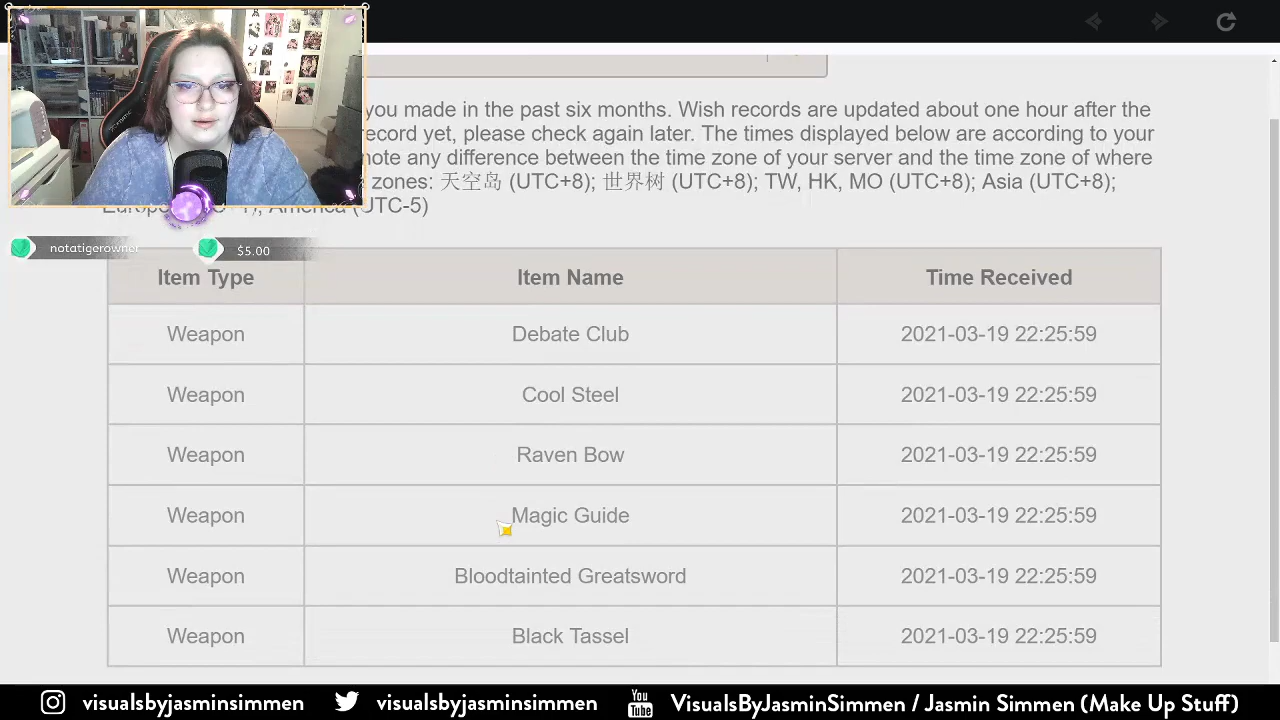 you made in the past six months. Wish records are updated about one hour after the
record yet, please check again later. The times displayed below are according to your
note any difference between the time zone of your server and the time zone of where
zones: 天空岛 (UTC+8); 世界树 (UTC+8); TW, HK, MO (UTC+8); Asia (UTC+8);
America (UTC-5)
notatigerowner
$5.00
Item Type Item Name Time Received
Weapon Debate Club 2021-03-19 22:25:59
Weapon Cool Steel 2021-03-19 22:25:59
Weapon Raven Bow 2021-03-19 22:25:59
Weapon Magic Guide 2021-03-19 22:25:59
Weapon Bloodtainted Greatsword 2021-03-19 22:25:59
Weapon Black Tassel 2021-03-19 22:25:59
visualsbyjasminsimmen visualsbyjasminsimmen You Tube VisualsByJasminSimmen / Jasmin Simmen (Make Up Stuff)